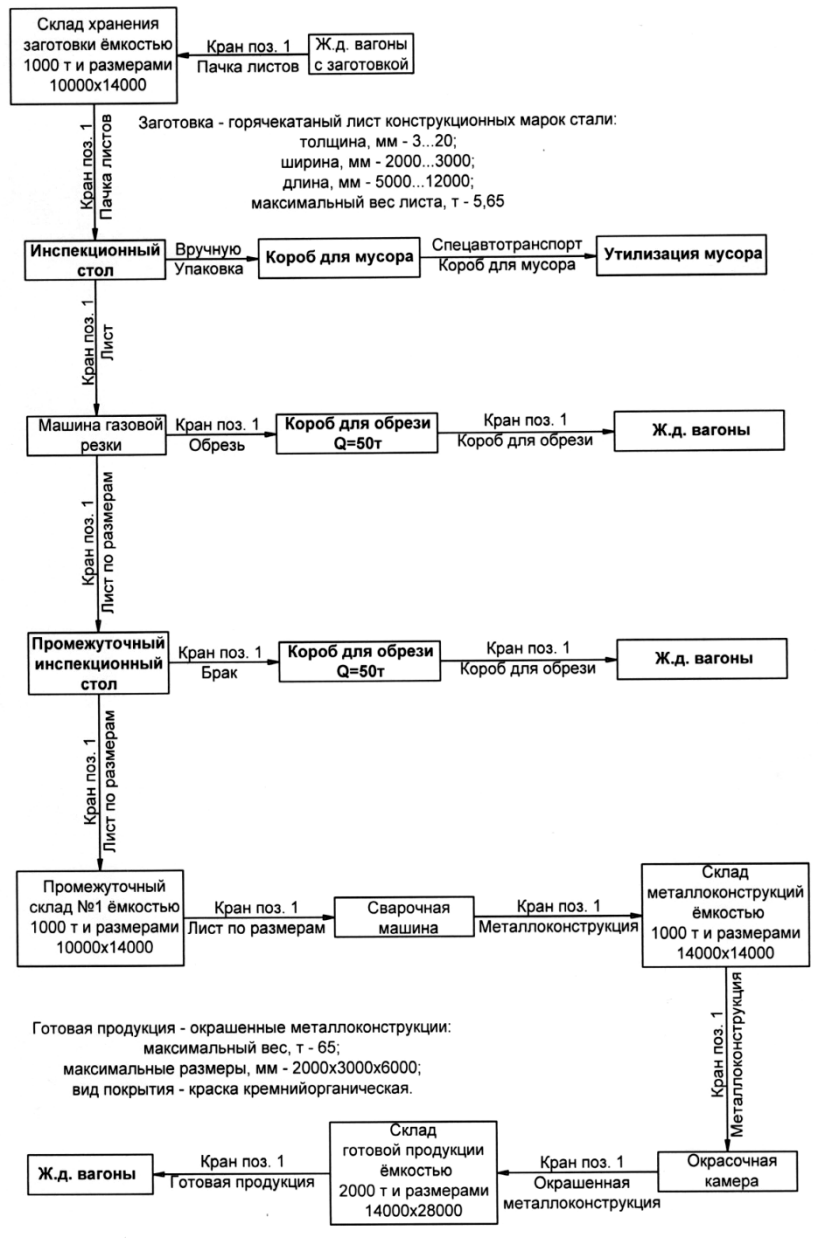 Склад хранения
заготовки ёмкостью
1000 т и размерами
10000х14000
Кран поз. 1
Пачка листов
Ж.д. вагоны
с заготовкой
Кран поз. 1
Пачка листов
Заготовка - горячекатаный лист конструкционных марок стали:
толщина, мм - 3...20;
ширина, мм - 2000...3000;
длина, мм - 5000...12000;
максимальный вес листа, т - 5,65
Инспекционный
стол
Вручную
Упаковка
Короб для мусора
Спецавтотранспорт
Короб для мусора
Утилизация мусора
Кран поз. 1
Лист
Машина газовой
резки
Кран поз. 1
Обрезь
Короб для обрези
Q=50т
Кран поз. 1
Короб для обрези
Ж.д. вагоны
Кран поз. 1
Лист по размерам
Промежуточный
инспекционный
стол
Кран поз. 1
Брак
Короб для обрези
Q=50т
Кран поз. 1
Короб для обрези
Ж.д. вагоны
Кран поз. 1
Лист по размерам
Промежуточный
склад №1 ёмкостью
1000 т и размерами
10000х14000
Кран поз. 1
Лист по размерам
Сварочная
машина
Кран поз. 1
Металлоконструкция
Склад
металлоконструкций
ёмкостью
1000 т и размерами
14000х14000
Кран поз. 1
Металлоконструкция
Готовая продукция - окрашенные металлоконструкции:
максимальный вес, т - 65;
максимальные размеры, мм - 2000х3000х6000;
вид покрытия - краска кремнийорганическая.
Окрасочная
камера
Кран поз. 1
Окрашенная
металлоконструкция
Склад
готовой продукции
ёмкостью
2000 т и размерами
14000х28000
Кран поз. 1
Готовая продукция
Ж.д. вагоны